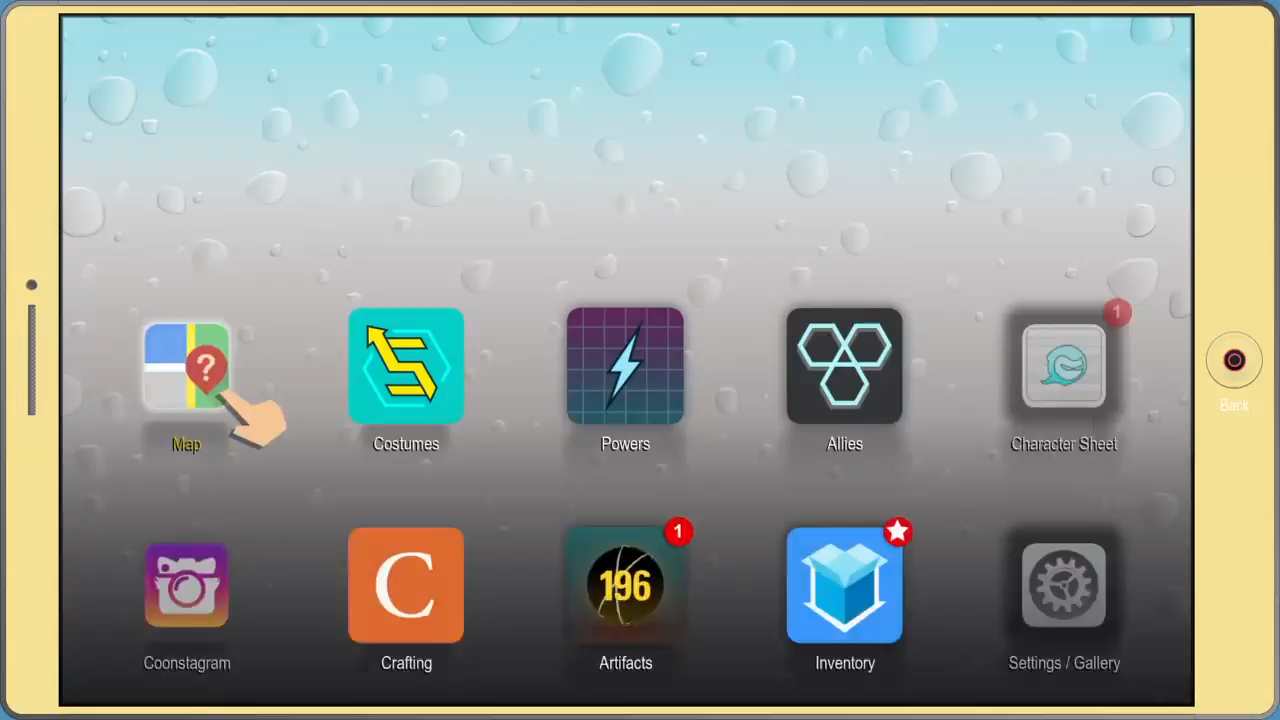 ?
1
Map
Costumes
Powers
Allies
Character Sheet
Back
1
C
196
Coonstagram
Crafting
Artifacts
Inventory
Settings / Gallery